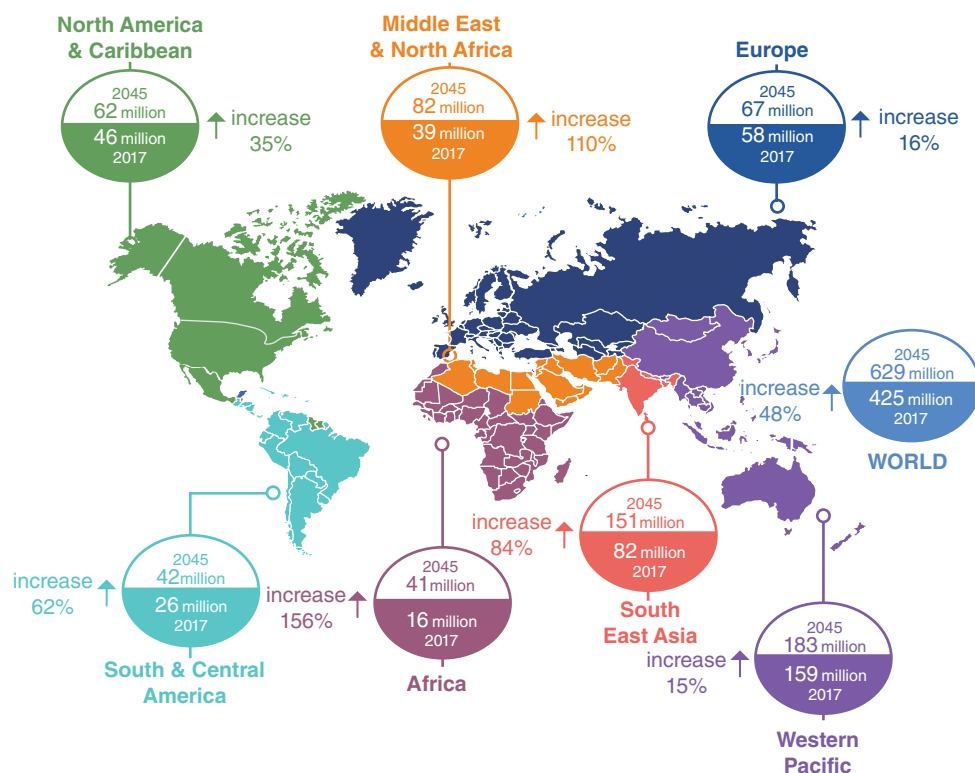 North America
& Caribbean
2045
62 million
46 million
2017
increase
35%
Middle East
& North Africa
2045
82 million
39 million
2017
increase
110%
Europe
2045
67 million
58 million
2017
increase
16%
2045
629 million
425 million
2017
WORLD
increase
48%
2045
42 million
26 million
2017
South & Central
America
increase
62%
2045
41 million
16 million
2017
Africa
increase
156%
2045
151 million
82 million
2017
South
East Asia
increase
84%
2045
183 million
159 million
2017
Western
Pacific
increase
15%